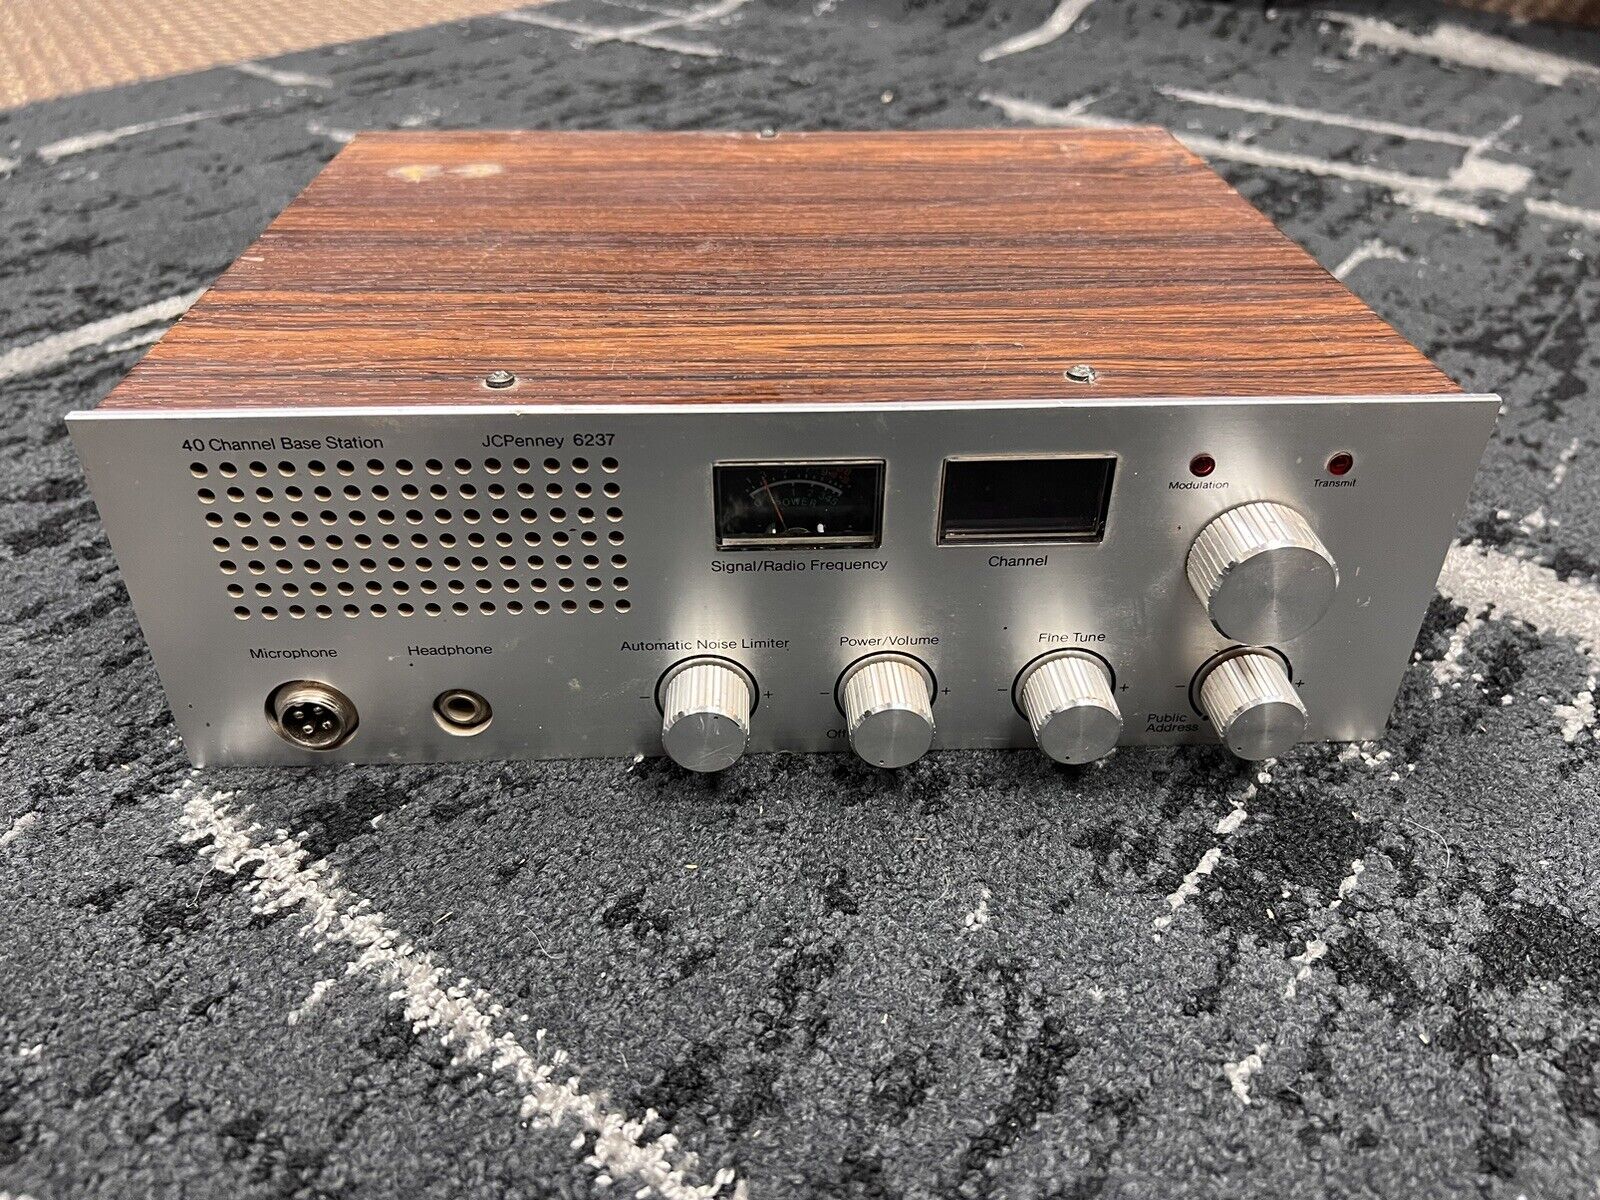 40 Channel Base Station JCPenney 6237
Modulation Transmit
POWER
Signal/Radio Frequency
Channel
Microphone
Headphone
Automatic Noise Limiter
- +
Power/Volume
- +
Off
Fine Tune
- +
- +
Public
Address